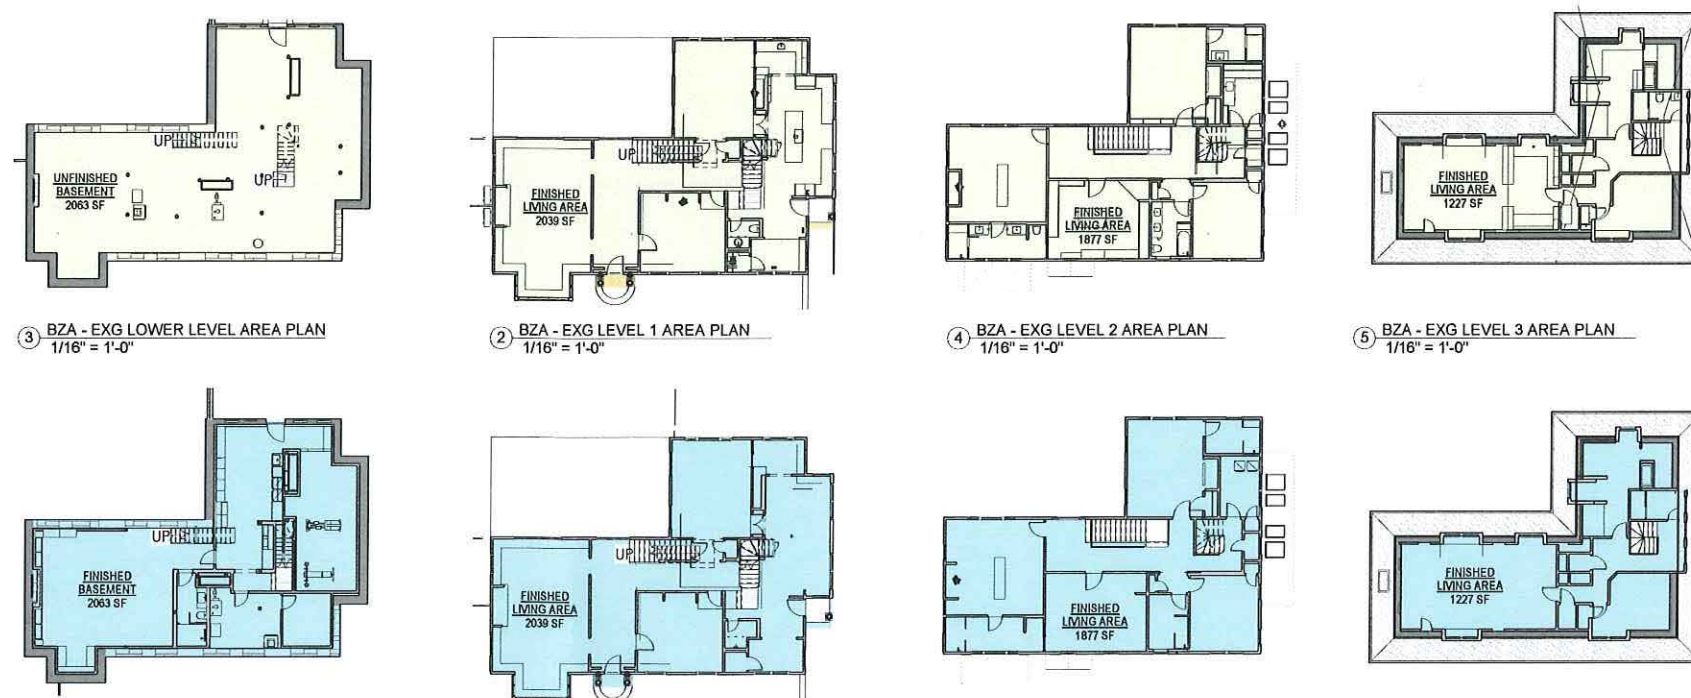 UP
UP
UNFINISHED
BASEMENT
2063 SF
UP
FINISHED
LIVING AREA
2039 SF
FINISHED
LIVING AREA
1877 SF
FINISHED
LIVING AREA
1227 SF
3 BZA - EXG LOWER LEVEL AREA PLAN
1/16" = 1'-0"
2 BZA - EXG LEVEL 1 AREA PLAN
1/16" = 1'-0"
4 BZA - EXG LEVEL 2 AREA PLAN
1/16" = 1'-0"
5 BZA - EXG LEVEL 3 AREA PLAN
1/16" = 1'-0"
UP
FINISHED
BASEMENT
2063 SF
UP
FINISHED
LIVING AREA
2039 SF
FINISHED
LIVING AREA
1877 SF
FINISHED
LIVING AREA
1227 SF